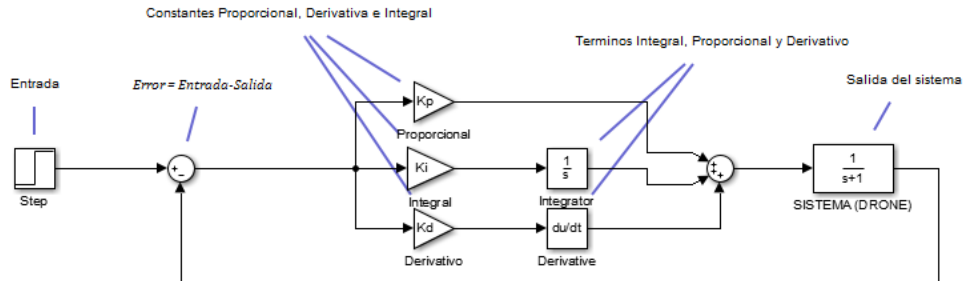 Constantes Proporcional, Derivativa e Integral
Terminos Integral, Proporcional y Derivativo
Entrada
Error = Entrada-Salida
Salida del sistema
Kp
Proporcional
+
-
Ki
1
s
+
+
+
1
s+1
Step
Integral
Integrator
SISTEMA (DRONE)
Kd
du/dt
Derivativo
Derivative